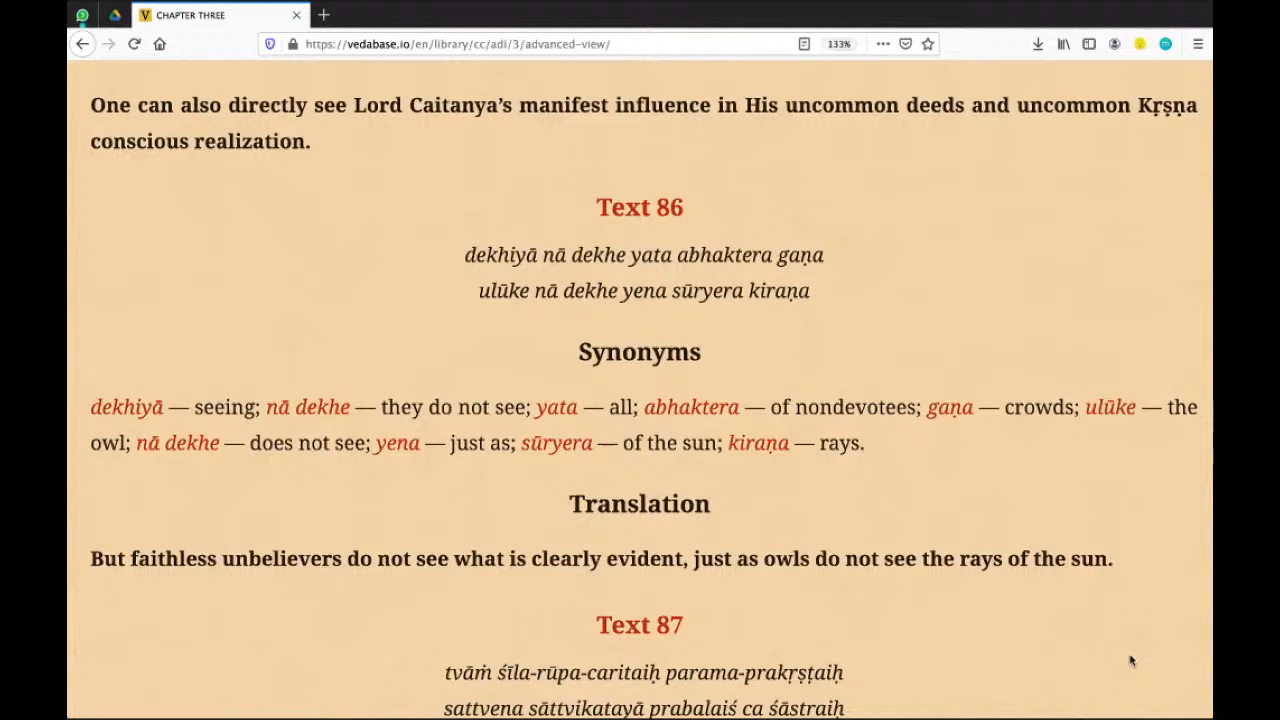 CHAPTER THREE
https://vedabase.io/en/library/cc/adi/3/advanced-view/
133%
One can also directly see Lord Caitanya’s manifest influence in His uncommon deeds and uncommon Kṛṣṇa
conscious realization.
Text 86
dekhiyā nā dekhe yata abhaktera gaṇa
ulūke nā dekhe yena sūryera kiraṇa
Synonyms
dekhiyā — seeing; nā dekhe — they do not see; yata — all; abhaktera — of nondevotees; gaṇa — crowds; ulūke — the
owl; nā dekhe — does not see; yena — just as; sūryera — of the sun; kiraṇa — rays.
Translation
But faithless unbelievers do not see what is clearly evident, just as owls do not see the rays of the sun.
Text 87
tvāṁ śīla-rūpa-caritaiḥ parama-prakṛṣṭaiḥ
sattvena sāttvikatayā prabalaiś ca śāstraiḥ